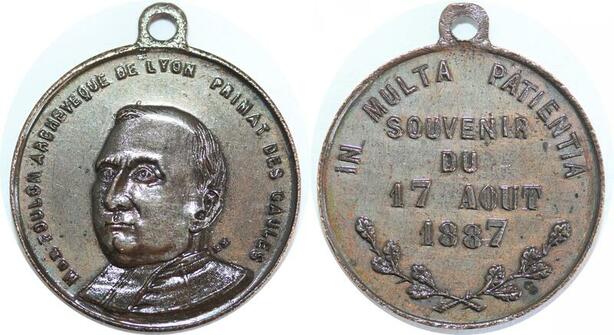 MGR FOULON ARCHEVEQUE DE LYON PRIMAT DES GAULES
IN MULTA PATIENTIA
SOUVENIR
DU
17 AOUT
1887